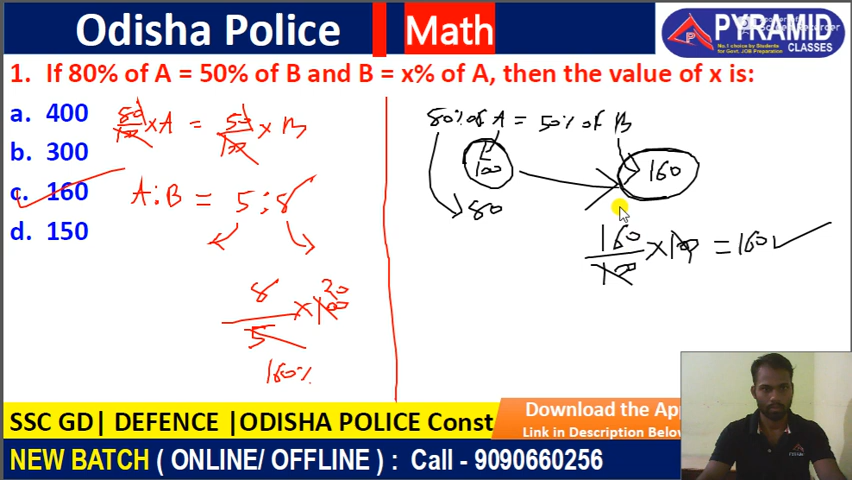 Odisha Police Math
PYRAMID
CLASSES
No.1 choice by Students
for Govt. JOB Preparation
1. If 80% of A = 50% of B and B = x% of A, then the value of x is:
a. 400
b. 300
c. 160
d. 150
80/100 × A = 50/100 × B
A:B = 5:8
8/5 × 100 20
160%
80% of A = 50% of B
100 160
80
160/100 × 100 = 160
SSC GD| DEFENCE |ODISHA POLICE Const
Download the App
Link in Description Below
NEW BATCH ( ONLINE/ OFFLINE ) : Call - 9090660256